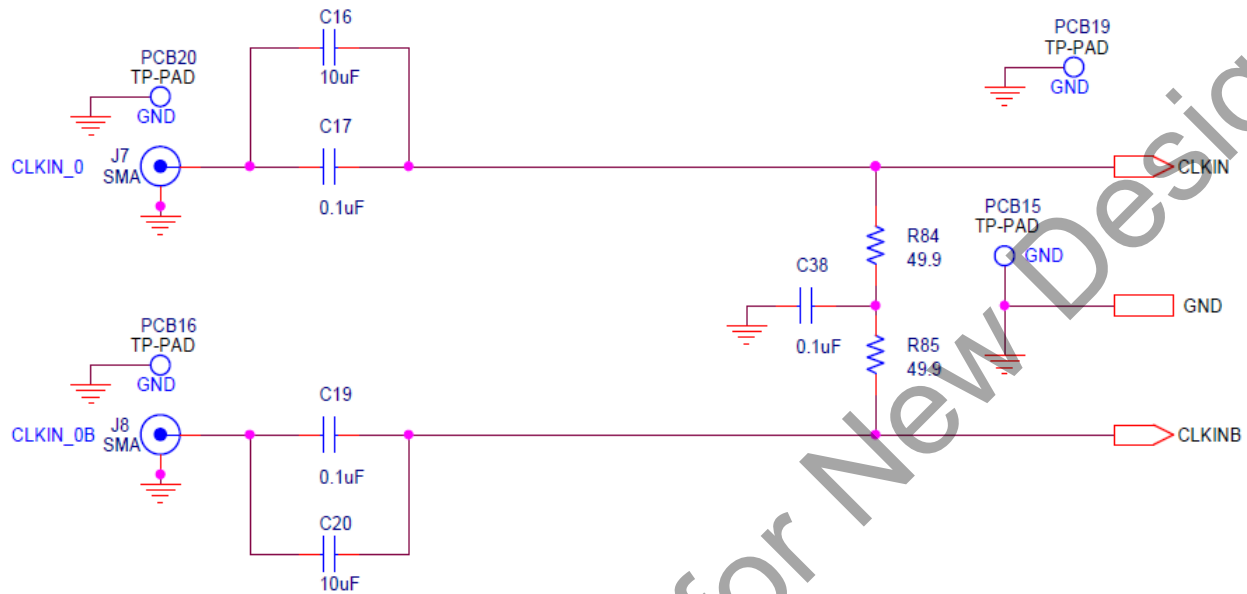 C16
10uF
PCB20
TP-PAD
GND
PCB19
TP-PAD
GND
C17
0.1uF
CLKIN_0
J7
SMA
CLKIN
R84
49.9
PCB15
TP-PAD
GND
C38
0.1uF
GND
R85
49.9
PCB16
TP-PAD
GND
C19
0.1uF
CLKIN_0B
J8
SMA
CLKINB
C20
10uF
for New Desig